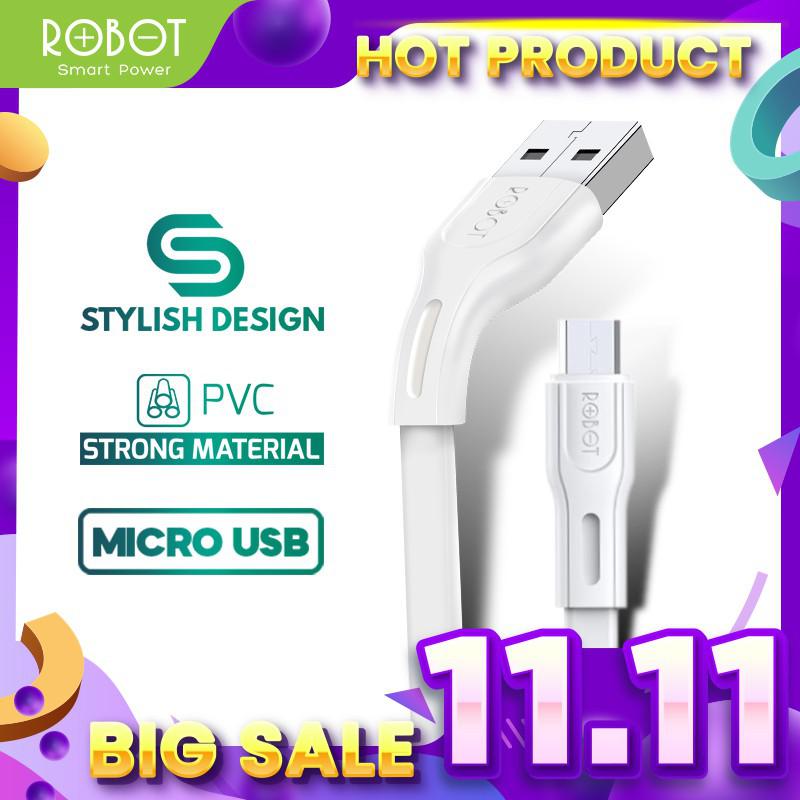 ROBOT
Smart Power
HOT PRODUCT
ROBOT
STYLISH DESIGN
PVC
STRONG MATERIAL
ROBOT
MICRO USB
11.11
BIG SALE